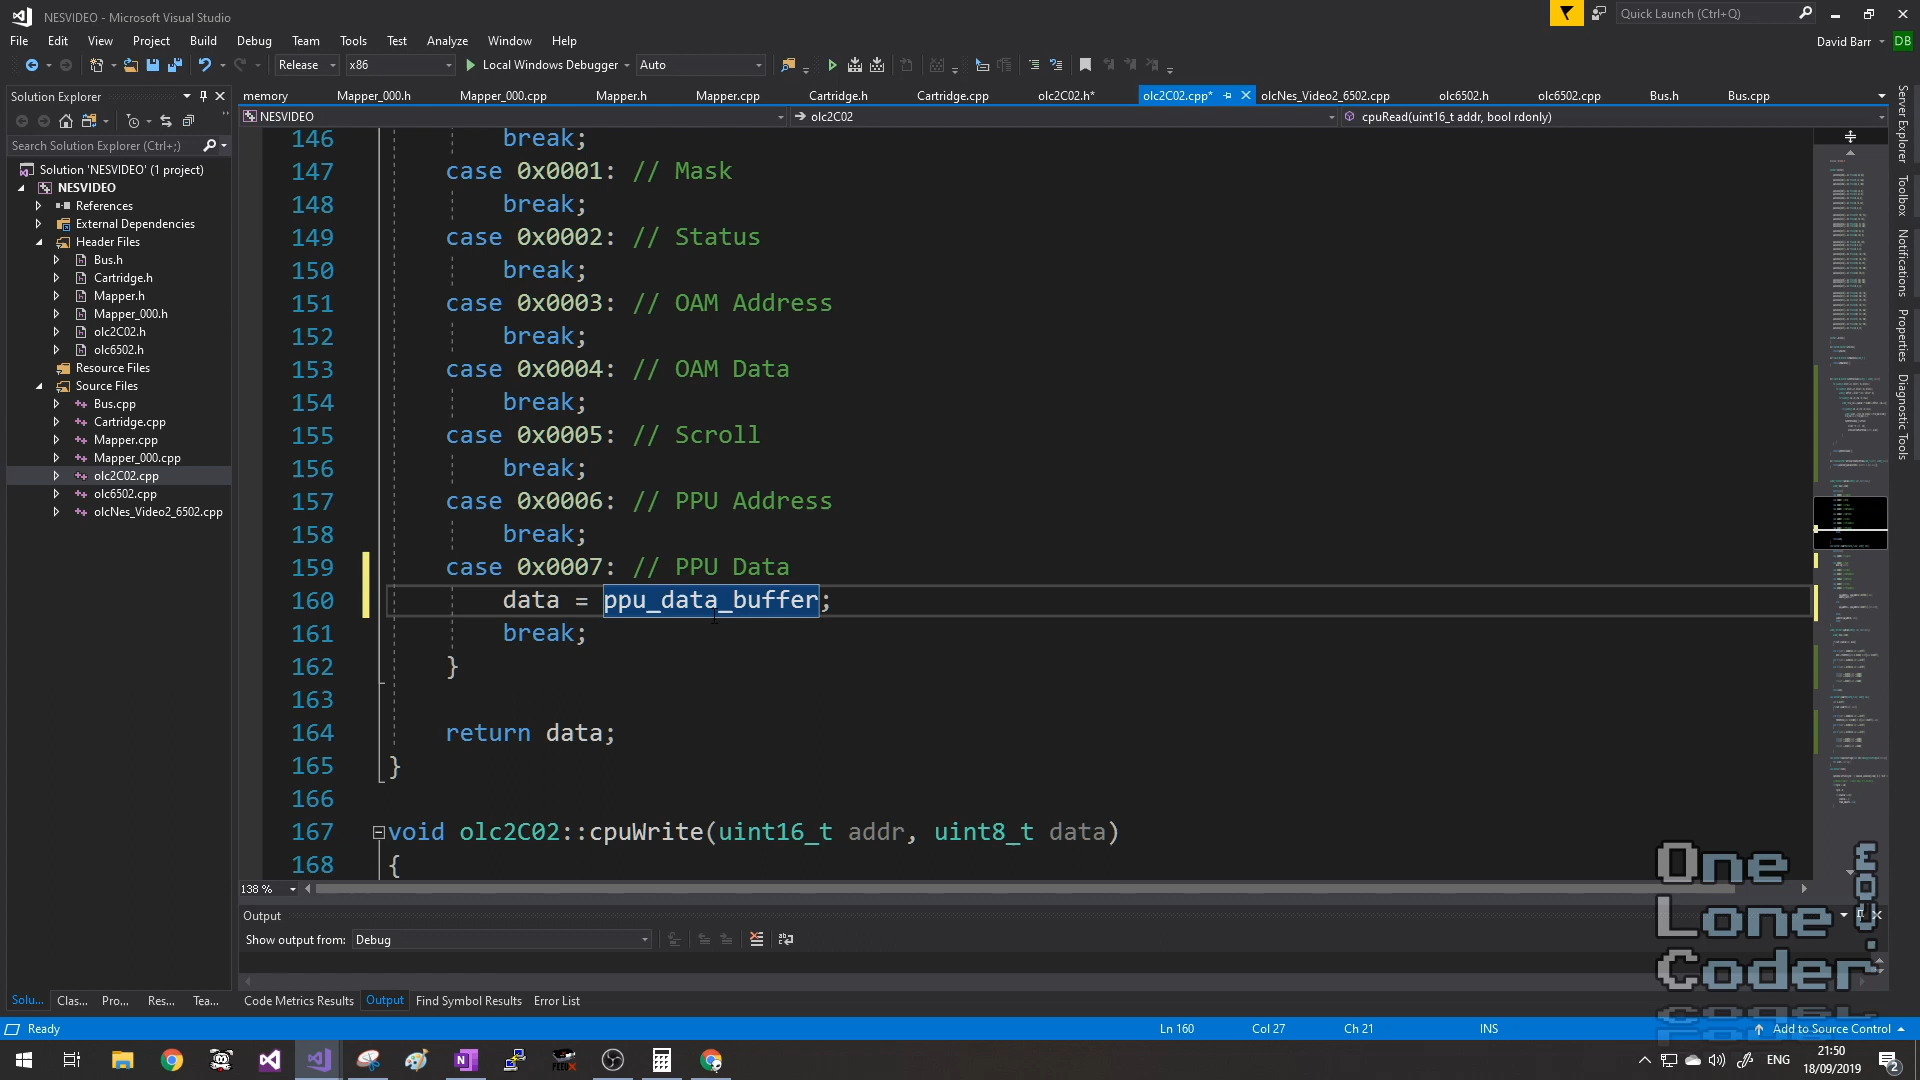 NESVIDEO - Microsoft Visual Studio
Quick Launch (Ctrl+Q)
File Edit View Project Build Debug Team Tools Test Analyze Window Help
David Barr DB
Release x86 Local Windows Debugger Auto
Solution Explorer
memory Mapper_000.h Mapper_000.cpp Mapper.h Mapper.cpp Cartridge.h Cartridge.cpp olc2C02.h* olc2C02.cpp* olcNes_Video2_6502.cpp olc6502.h olc6502.cpp Bus.h Bus.cpp
NESVIDEO olc2C02 cpuRead(uint16_t addr, bool rdonly)
Search Solution Explorer (Ctrl+;)
Solution 'NESVIDEO' (1 project)
NESVIDEO
References
External Dependencies
Header Files
Bus.h
Cartridge.h
Mapper.h
Mapper_000.h
olc2C02.h
olc6502.h
Resource Files
Source Files
Bus.cpp
Cartridge.cpp
Mapper.cpp
Mapper_000.cpp
olc2C02.cpp
olc6502.cpp
olcNes_Video2_6502.cpp
146 break;
147 case 0x0001: // Mask
148 break;
149 case 0x0002: // Status
150 break;
151 case 0x0003: // OAM Address
152 break;
153 case 0x0004: // OAM Data
154 break;
155 case 0x0005: // Scroll
156 break;
157 case 0x0006: // PPU Address
158 break;
159 case 0x0007: // PPU Data
160 data = ppu_data_buffer;
161 break;
162 }
163
164 return data;
165 }
166
167 void olc2C02::cpuWrite(uint16_t addr, uint8_t data)
168 {
Server Explorer
Toolbox
Notifications
Properties
Diagnostic Tools
138 %
Output
Show output from: Debug
Solu... Clas... Pro... Res... Tea...
Code Metrics Results Output Find Symbol Results Error List
Ready Ln 160 Col 27 Ch 21 INS Add to Source Control
One
Lone
Coder
.com
ENG
21:50
18/09/2019
2